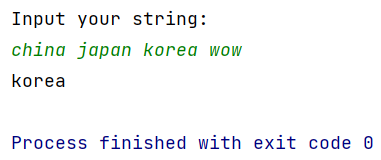 Input your string:
china japan korea wow
korea
Process finished with exit code 0